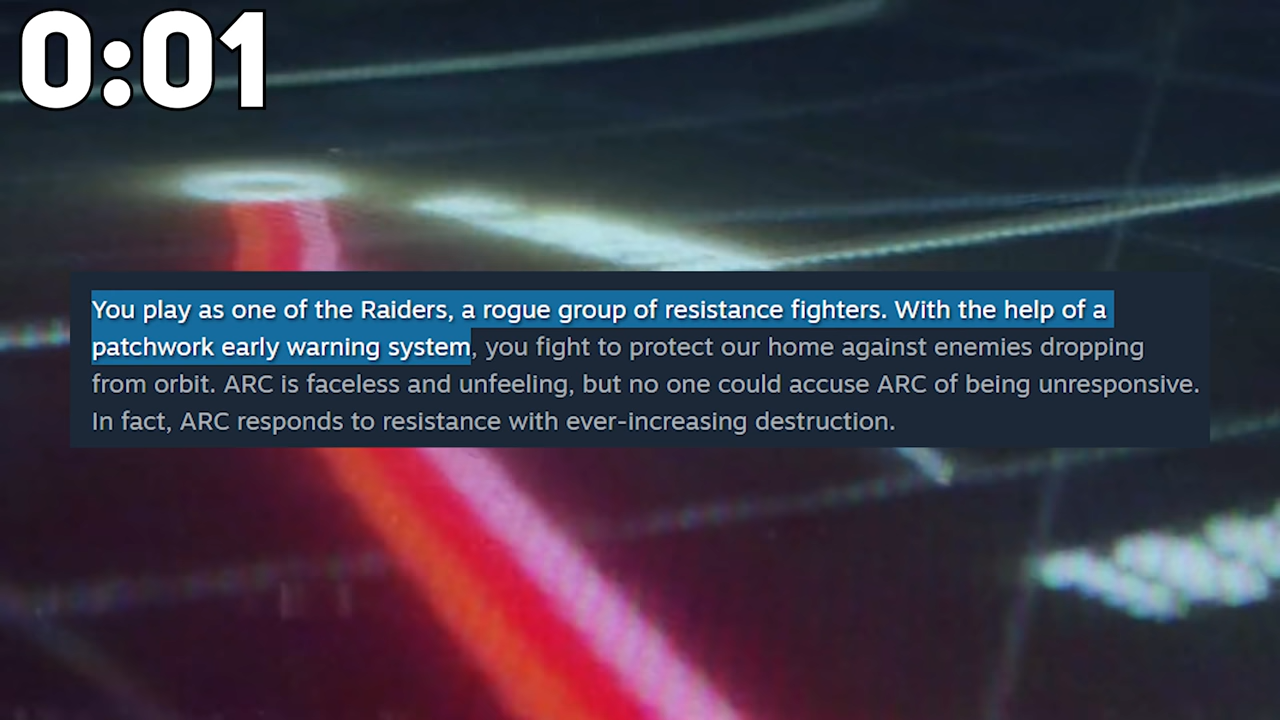 0:01
You play as one of the Raiders, a rogue group of resistance fighters. With the help of a
patchwork early warning system, you fight to protect our home against enemies dropping
from orbit. ARC is faceless and unfeeling, but no one could accuse ARC of being unresponsive.
In fact, ARC responds to resistance with ever-increasing destruction.